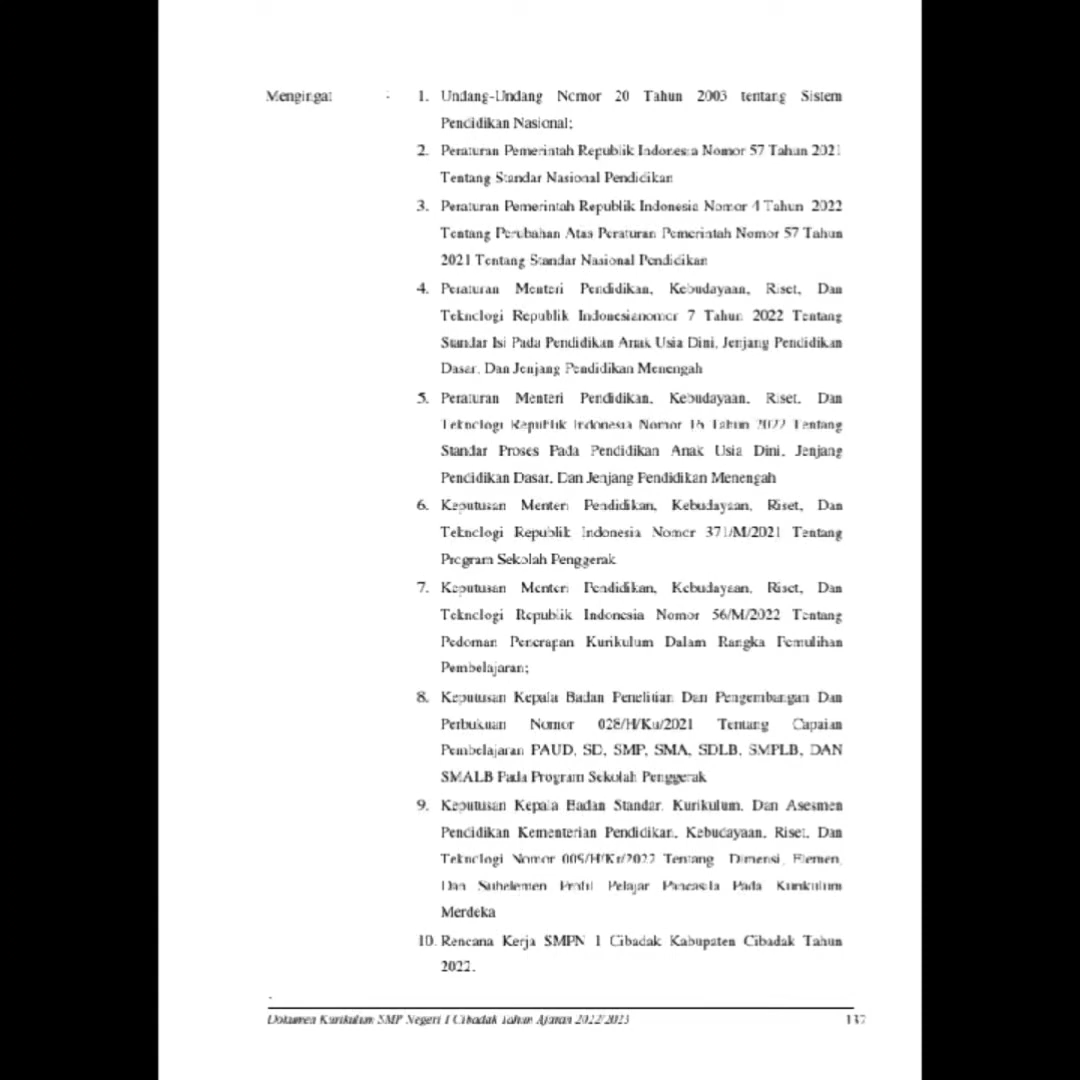 Mengingat : 1. Undang-Undang Nomor 20 Tahun 2003 tentang Sistem
Pendidikan Nasional;
2. Peraturan Pemerintah Republik Indonesia Nomor 57 Tahun 2021
Tentang Standar Nasional Pendidikan
3. Peraturan Pemerintah Republik Indonesia Nomor 4 Tahun 2022
Tentang Perubahan Atas Peraturan Pemerintah Nomor 57 Tahun
2021 Tentang Standar Nasional Pendidikan
4. Peraturan Menteri Pendidikan, Kebudayaan, Riset, Dan
Teknologi Republik Indonesianomor 7 Tahun 2022 Tentang
Standar Isi Pada Pendidikan Anak Usia Dini, Jenjang Pendidikan
Dasar, Dan Jenjang Pendidikan Menengah
5. Peraturan Menteri Pendidikan, Kebudayaan, Riset, Dan
Teknologi Republik Indonesia Nomor 16 Tahun 2022 Tentang
Standar Proses Pada Pendidikan Anak Usia Dini, Jenjang
Pendidikan Dasar, Dan Jenjang Pendidikan Menengah
6. Keputusan Menteri Pendidikan, Kebudayaan, Riset, Dan
Teknologi Republik Indonesia Nomor 371/M/2021 Tentang
Program Sekolah Penggerak
7. Keputusan Menteri Pendidikan, Kebudayaan, Riset, Dan
Teknologi Republik Indonesia Nomor 56/M/2022 Tentang
Pedoman Penerapan Kurikulum Dalam Rangka Pemulihan
Pembelajaran;
8. Keputusan Kepala Badan Penelitian Dan Pengembangan Dan
Perbukuan Nomor 028/H/Ku/2021 Tentang Capaian
Pembelajaran PAUD, SD, SMP, SMA, SDLB, SMPLB, DAN
SMALB Pada Program Sekolah Penggerak
9. Keputusan Kepala Badan Standar, Kurikulum, Dan Asesmen
Pendidikan Kementerian Pendidikan, Kebudayaan, Riset, Dan
Teknologi Nomor 009/H/Kr/2022 Tentang Dimensi, Elemen,
Dan Subelemen Profil Pelajar Pancasila Pada Kurikulum
Merdeka
10. Rencana Kerja SMPN 1 Cibadak Kabupaten Cibadak Tahun
2022.
Dokumen Kurikulum SMP Negeri 1 Cibadak Tahun Ajaran 2022/2023 137